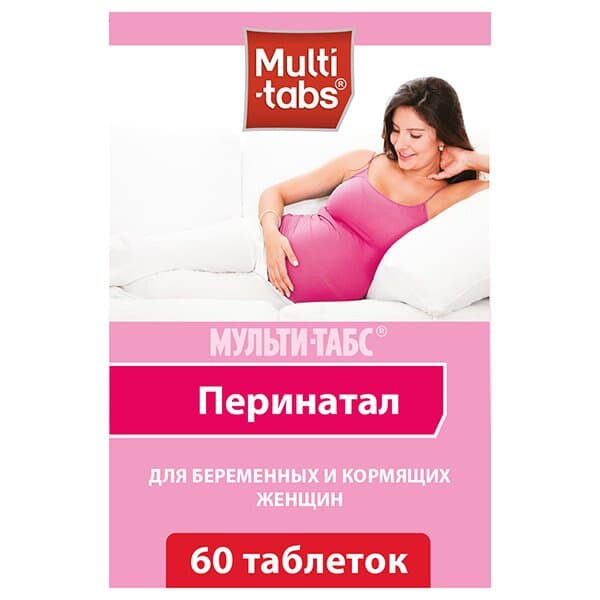 Multi
-tabs®
МУЛЬТИ-ТАБС®
Перинатал
ДЛЯ БЕРЕМЕННЫХ И КОРМЯЩИХ
ЖЕНЩИН
60 таблеток